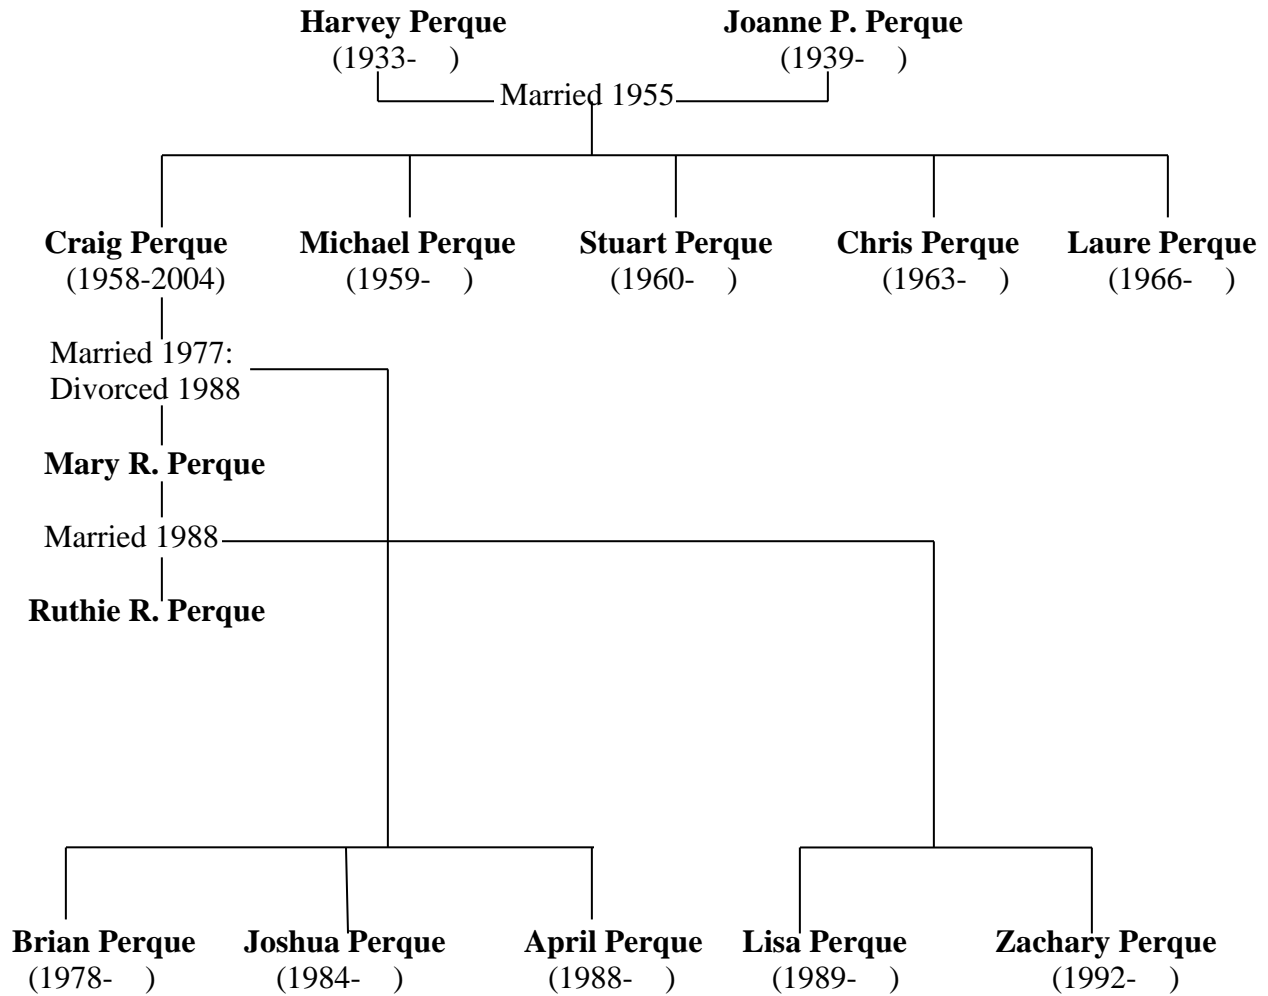 Harvey Perque Joanne P. Perque
(1933- ) (1939- )
Married 1955
Craig Perque Michael Perque Stuart Perque Chris Perque Laure Perque
(1958-2004) (1959- ) (1960- ) (1963- ) (1966- )
Married 1977:
Divorced 1988
Mary R. Perque
Married 1988
Ruthie R. Perque
Brian Perque Joshua Perque April Perque Lisa Perque Zachary Perque
(1978- ) (1984- ) (1988- ) (1989- ) (1992- )